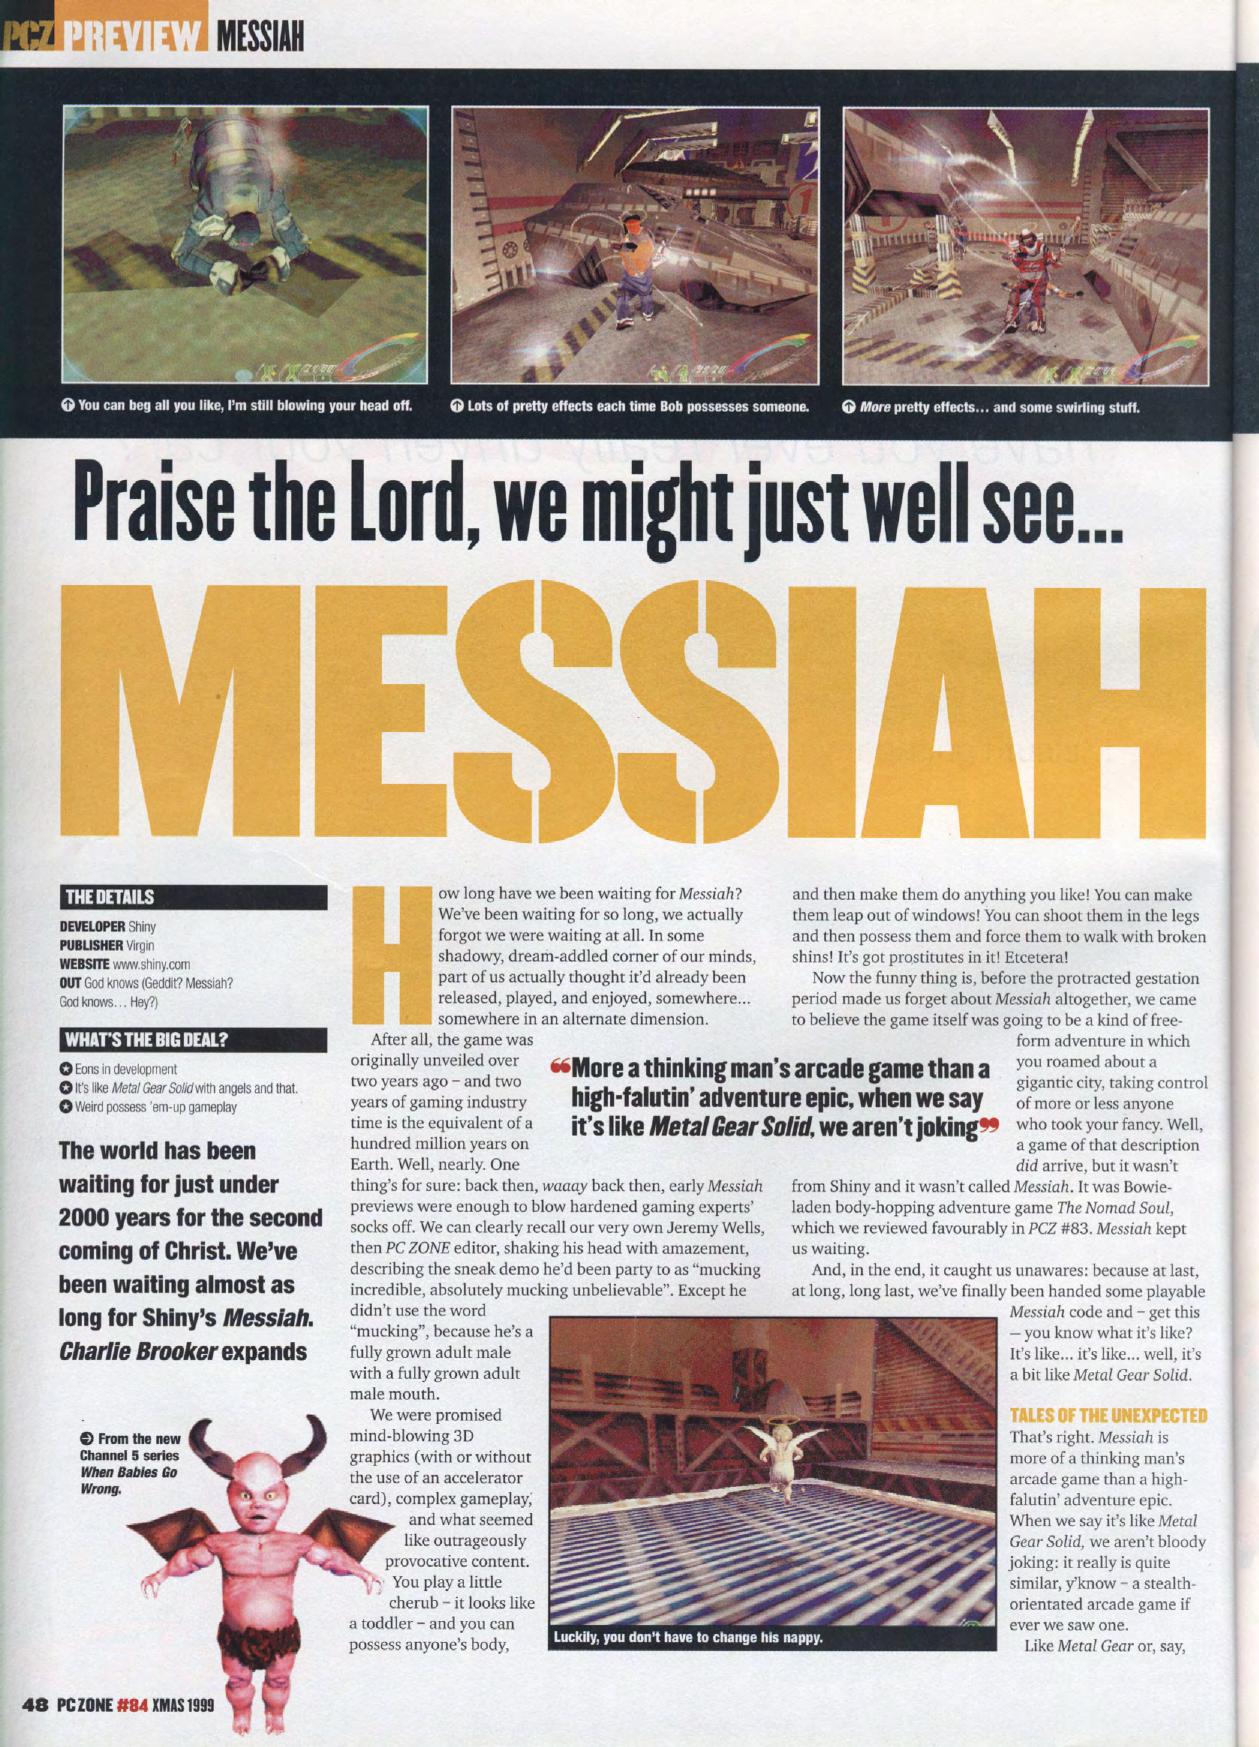 PCZ PREVIEW MESSIAH
You can beg all you like, I'm still blowing your head off.
Lots of pretty effects each time Bob possesses someone.
More pretty effects... and some swirling stuff.
Praise the Lord, we might just well see...
MESSIAH
THE DETAILS
DEVELOPER Shiny
PUBLISHER Virgin
WEBSITE www.shiny.com
OUT God knows (Geddit? Messiah?
God knows... Hey?)
WHAT'S THE BIG DEAL?
Eons in development
It's like Metal Gear Solid with angels and that.
Weird possess 'em-up gameplay
The world has been
waiting for just under
2000 years for the second
coming of Christ. We've
been waiting almost as
long for Shiny's Messiah.
Charlie Brooker expands
From the new
Channel 5 series
When Babies Go
Wrong.
How long have we been waiting for Messiah?
We've been waiting for so long, we actually
forgot we were waiting at all. In some
shadowy, dream-addled corner of our minds,
part of us actually thought it'd already been
released, played, and enjoyed, somewhere...
somewhere in an alternate dimension.
After all, the game was
originally unveiled over
two years ago – and two
years of gaming industry
time is the equivalent of a
hundred million years on
Earth. Well, nearly. One
thing's for sure: back then, waaay back then, early Messiah
previews were enough to blow hardened gaming experts'
socks off. We can clearly recall our very own Jeremy Wells,
then PC ZONE editor, shaking his head with amazement,
describing the sneak demo he'd been party to as "mucking
incredible, absolutely mucking unbelievable". Except he
didn't use the word
"mucking", because he's a
fully grown adult male
with a fully grown adult
male mouth.
We were promised
mind-blowing 3D
graphics (with or without
the use of an accelerator
card), complex gameplay,
and what seemed
like outrageously
provocative content.
You play a little
cherub – it looks like
a toddler – and you can
possess anyone's body,
"More a thinking man's arcade game than a
high-falutin' adventure epic, when we say
it's like Metal Gear Solid, we aren't joking"
and then make them do anything you like! You can make
them leap out of windows! You can shoot them in the legs
and then possess them and force them to walk with broken
shins! It's got prostitutes in it! Etcetera!
Now the funny thing is, before the protracted gestation
period made us forget about Messiah altogether, we came
to believe the game itself was going to be a kind of free-
form adventure in which
you roamed about a
gigantic city, taking control
of more or less anyone
who took your fancy. Well,
a game of that description
did arrive, but it wasn't
from Shiny and it wasn't called Messiah. It was Bowie-
laden body-hopping adventure game The Nomad Soul,
which we reviewed favourably in PCZ #83. Messiah kept
us waiting.
And, in the end, it caught us unawares: because at last,
at long, long last, we've finally been handed some playable
Messiah code and – get this
– you know what it's like?
It's like... it's like... well, it's
a bit like Metal Gear Solid.
TALES OF THE UNEXPECTED
That's right. Messiah is
more of a thinking man's
arcade game than a high-
falutin' adventure epic.
When we say it's like Metal
Gear Solid, we aren't bloody
joking: it really is quite
similar, y'know – a stealth-
orientated arcade game if
ever we saw one.
Like Metal Gear or, say,
Luckily, you don't have to change his nappy.
48 PC ZONE #84 XMAS 1999